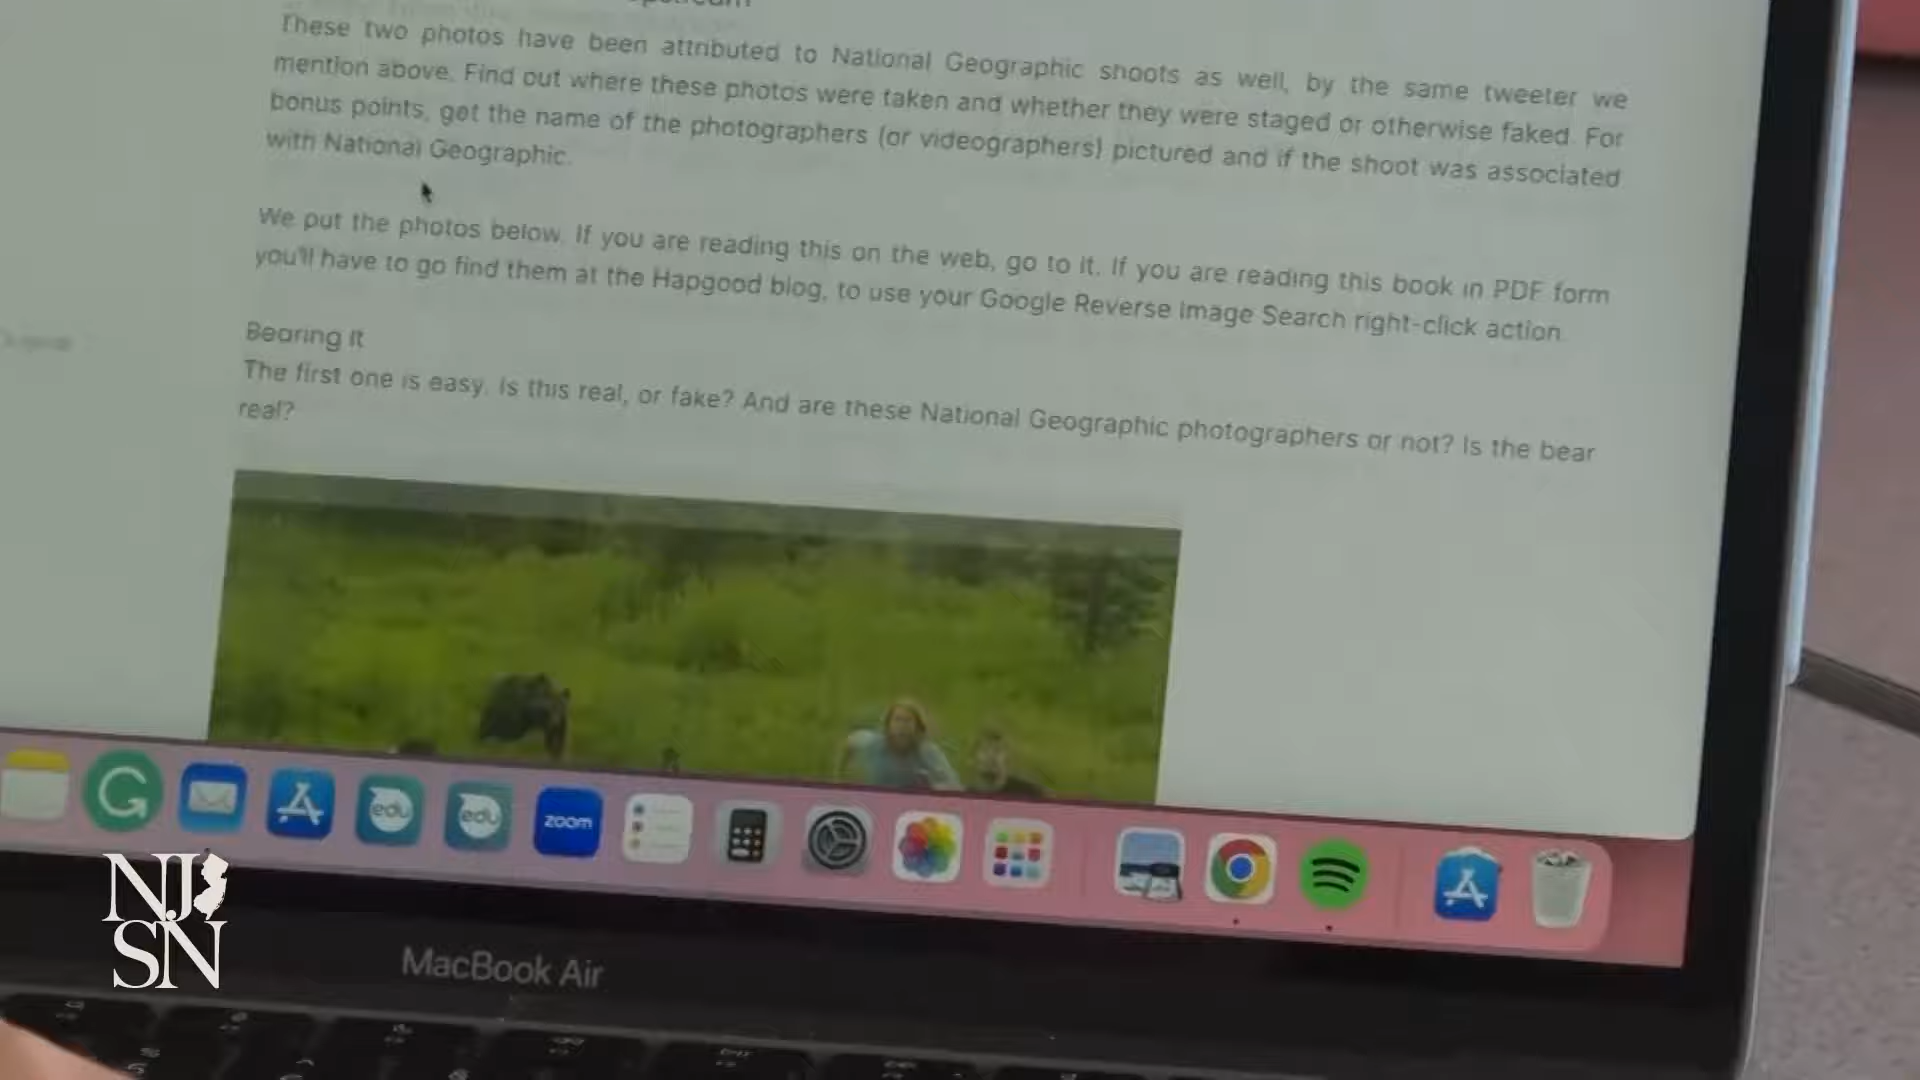 These two photos have been attributed to National Geographic shoots as well, by the same tweeter we
mention above. Find out where these photos were taken and whether they were staged or otherwise faked. For
bonus points, get the name of the photographers (or videographers) pictured and if the shoot was associated
with National Geographic.
We put the photos below. If you are reading this on the web, go to it. If you are reading this book in PDF form
you'll have to go find them at the Hapgood blog, to use your Google Reverse Image Search right-click action.
Bearing It
The first one is easy. Is this real, or fake? And are these National Geographic photographers or not? Is the bear
real?
edu
edu
zoom
NJ
SN
MacBook Air